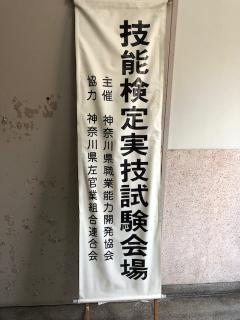 技能検定実技試験会場
主催 神奈川県職業能力開発協会
協力 神奈川県左官業組合連合会